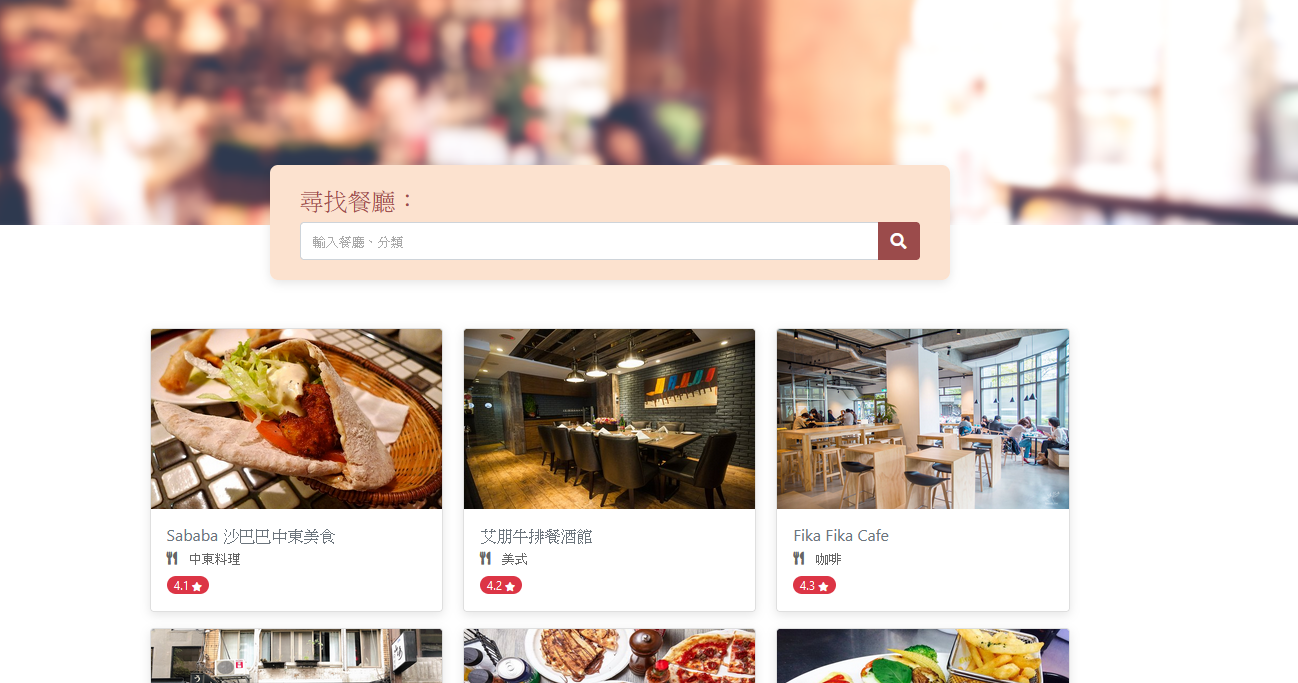 尋找餐廳：
輸入餐廳、分類
Sababa 沙巴巴中東美食
中東料理
4.1
艾朋牛排餐酒館
美式
4.2
Fika Fika Cafe
咖啡
4.3